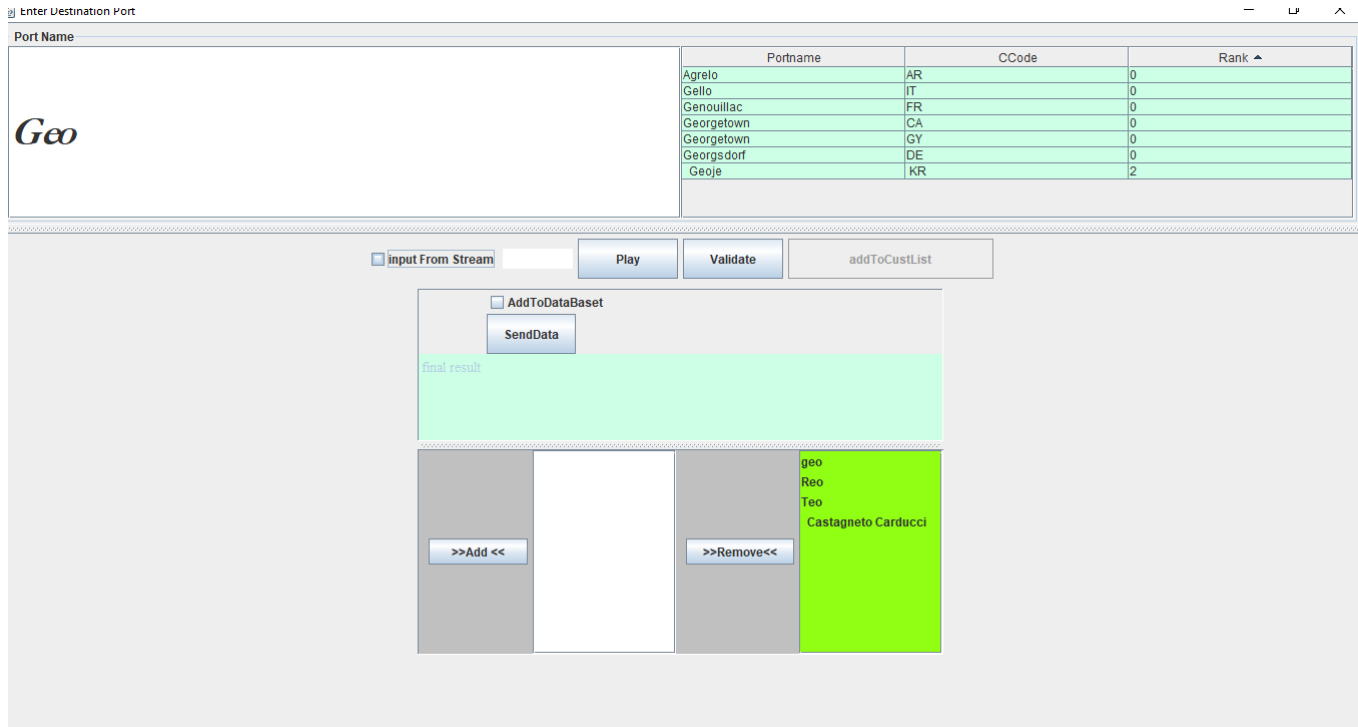 Enter Destination Port
Port Name
Geo
Portname CCode Rank
Agrelo AR 0
Gello IT 0
Genouillac FR 0
Georgetown CA 0
Georgetown GY 0
Georgsdorf DE 0
Geoje KR 2
input From Stream Play Validate addToCustList
AddToDataBaset
SendData
final result
geo
Reo
Teo
Castagneto Carducci
>>Add << >>Remove<<